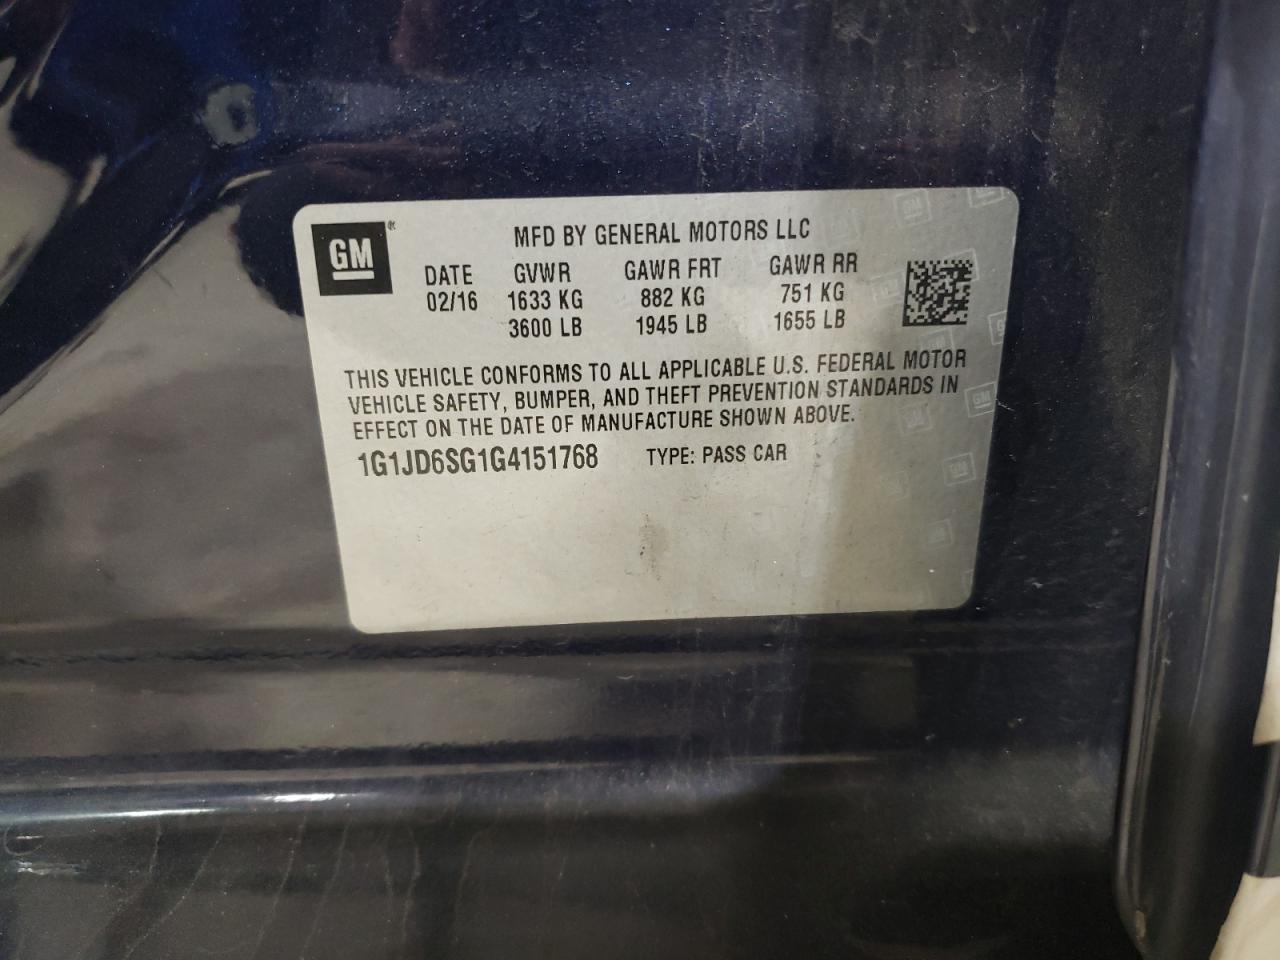 GM ®
MFD BY GENERAL MOTORS LLC
DATE GVWR GAWR FRT GAWR RR
02/16 1633 KG 882 KG 751 KG
3600 LB 1945 LB 1655 LB
THIS VEHICLE CONFORMS TO ALL APPLICABLE U.S. FEDERAL MOTOR
VEHICLE SAFETY, BUMPER, AND THEFT PREVENTION STANDARDS IN
EFFECT ON THE DATE OF MANUFACTURE SHOWN ABOVE.
1G1JD6SG1G4151768 TYPE: PASS CAR